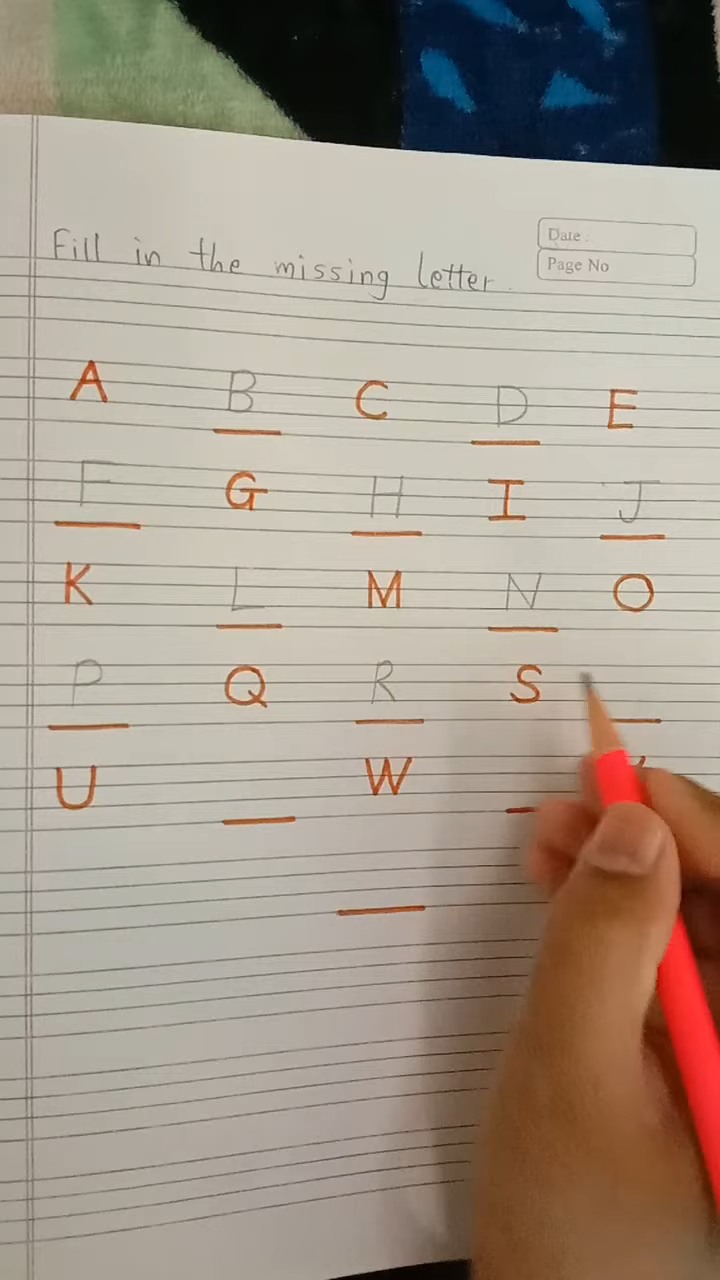 Fill in the missing letter.
Date :
Page No
A B C D E
F G H I J
K L M N O
P Q R S
U W